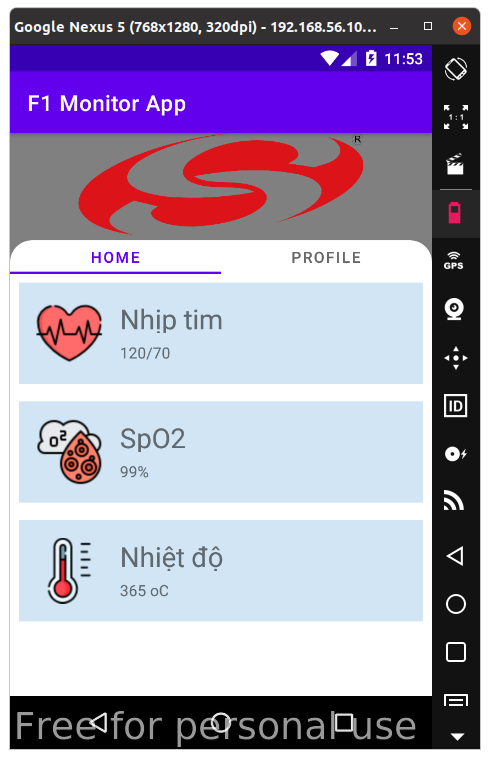 Google Nexus 5 (768x1280, 320dpi) - 192.168.56.10...
11:53
F1 Monitor App
R
HOME
PROFILE
Nhịp tim
120/70
O2
SpO2
99%
Nhiệt độ
365 oC
Free for personal use
1:1
GPS
ID